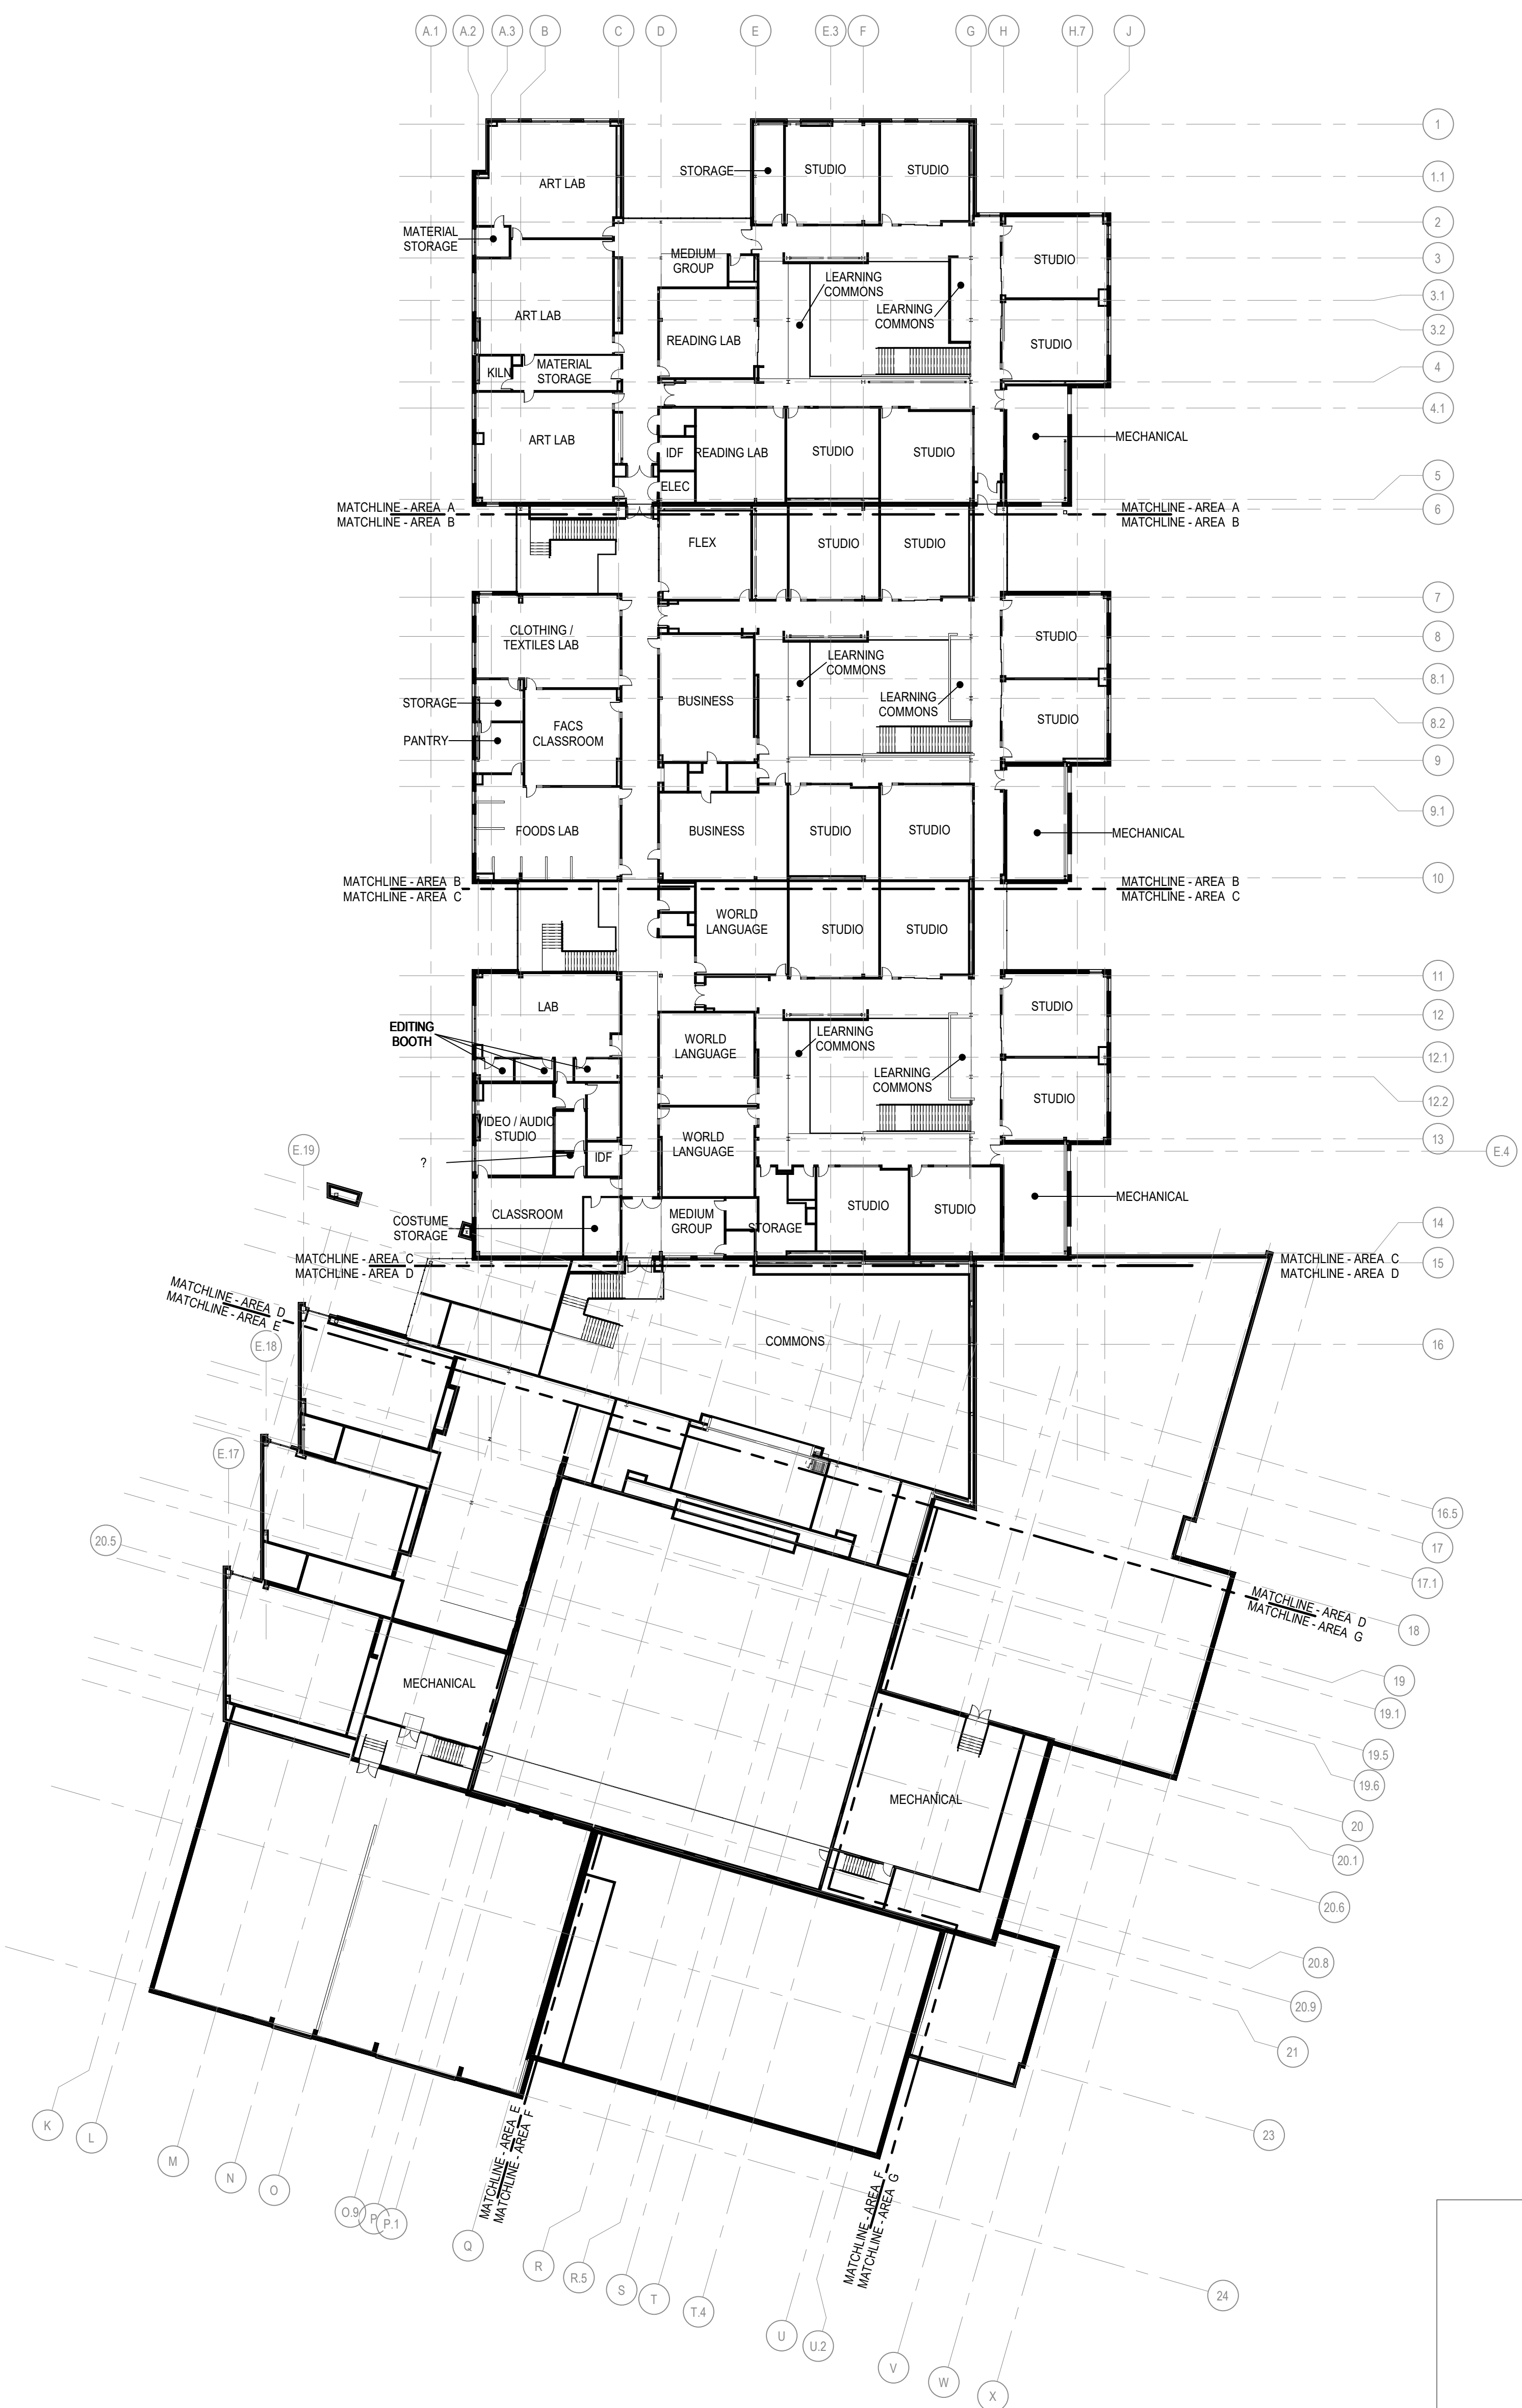 A.1
A.2
A.3
B
C
D
E
E.3
F
G
H
H.7
J
1
1.1
2
3
3.1
3.2
4
4.1
5
6
7
8
8.1
8.2
9
9.1
10
11
12
12.1
12.2
13
E.4
14
15
16
16.5
17
17.1
18
19
19.1
19.5
19.6
20
20.1
20.6
20.8
20.9
21
23
24
ART LAB
STORAGE
STUDIO
STUDIO
MATERIAL
STORAGE
MEDIUM
GROUP
LEARNING
COMMONS
LEARNING
COMMONS
STUDIO
ART LAB
READING LAB
STUDIO
KILN
MATERIAL
STORAGE
ART LAB
IDF
READING LAB
ELEC
STUDIO
STUDIO
MECHANICAL
MATCHLINE - AREA A
MATCHLINE - AREA B
MATCHLINE - AREA A
MATCHLINE - AREA B
FLEX
STUDIO
STUDIO
CLOTHING /
TEXTILES LAB
STUDIO
LEARNING
COMMONS
LEARNING
COMMONS
STORAGE
BUSINESS
STUDIO
PANTRY
FACS
CLASSROOM
FOODS LAB
BUSINESS
STUDIO
STUDIO
MECHANICAL
MATCHLINE - AREA B
MATCHLINE - AREA C
MATCHLINE - AREA B
MATCHLINE - AREA C
WORLD
LANGUAGE
STUDIO
STUDIO
LAB
STUDIO
EDITING
BOOTH
WORLD
LANGUAGE
LEARNING
COMMONS
LEARNING
COMMONS
STUDIO
VIDEO / AUDIO
STUDIO
WORLD
LANGUAGE
?
IDF
CLASSROOM
COSTUME
STORAGE
MEDIUM
GROUP
STORAGE
STUDIO
STUDIO
MECHANICAL
MATCHLINE - AREA C
MATCHLINE - AREA D
MATCHLINE - AREA C
MATCHLINE - AREA D
MATCHLINE - AREA D
MATCHLINE - AREA E
COMMONS
E.19
E.18
E.17
20.5
MATCHLINE - AREA D
MATCHLINE - AREA G
MECHANICAL
MECHANICAL
MATCHLINE - AREA E
MATCHLINE - AREA F
MATCHLINE - AREA F
MATCHLINE - AREA G
K
L
M
N
O
O.9
P
P.1
Q
R
R.5
S
T
T.4
U
U.2
V
W
X